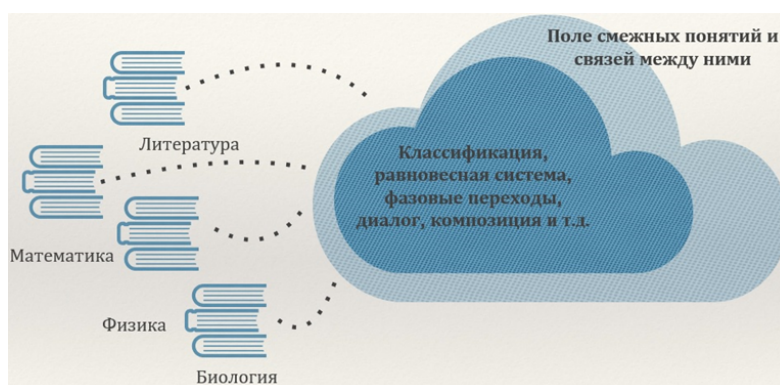 Поле смежных понятий и
связей между ними
Литература
Классификация,
равновесная система,
фазовые переходы,
диалог, композиция и т.д.
Математика
Физика
Биология